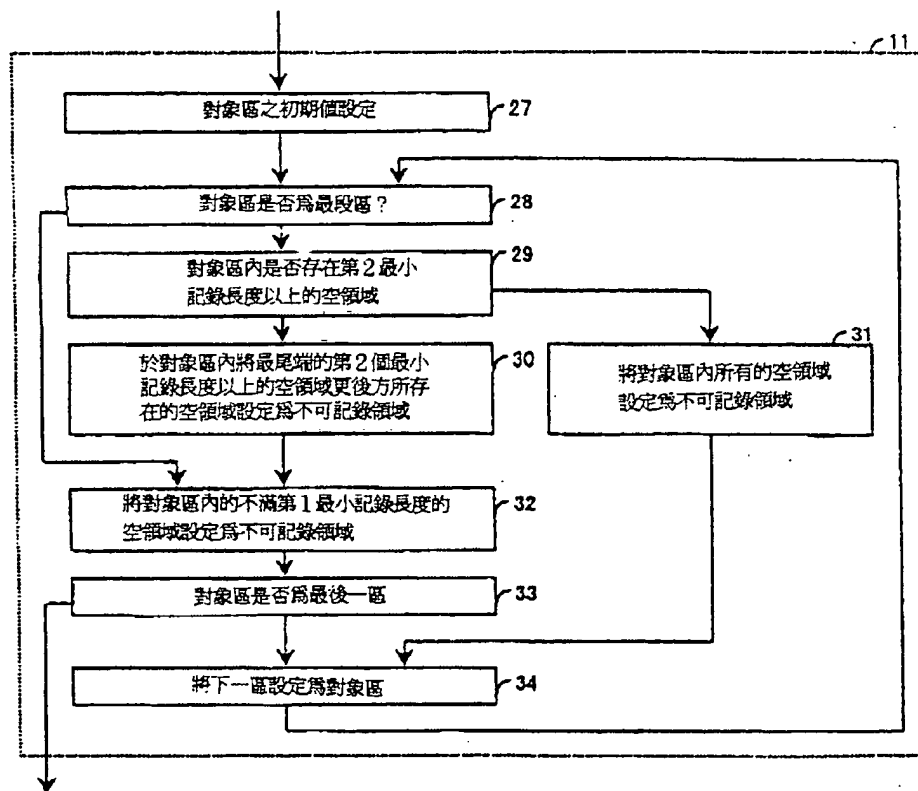 11
對象區之初期值設定
27
對象區是否為最段區？
28
對象區內是否存在第2最小
記錄長度以上的空領域
29
於對象區內將最尾端的第2個最小
記錄長度以上的空領域更後方所存
在的空領域設定為不可記錄領域
30
將對象區內所有的空領域
設定為不可記錄領域
31
將對象區內的不滿第1最小記錄長度的
空領域設定為不可記錄領域
32
對象區是否為最後一區
33
將下一區設定為對象區
34